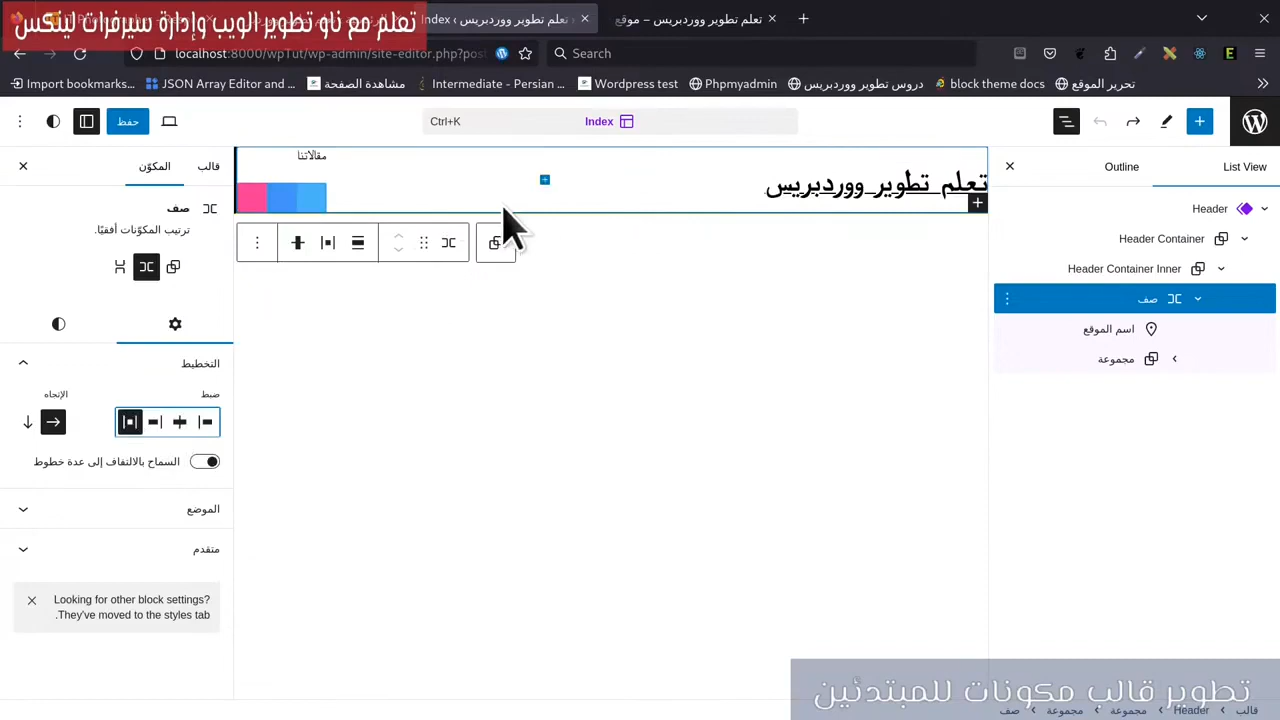 تعلم مع ناو تطوير الويب وإدارة سيرفرات لينكس
Index ‹ تعلم تطوير ووردبريس
تعلم تطوير ووردبريس – موقع
localhost:8000/wpTut/wp-admin/site-editor.php?post
Search
Import bookmarks...
JSON Array Editor and ...
مشاهدة الصفحة
Intermediate - Persian ...
Wordpress test
Phpmyadmin
دروس تطوير ووردبريس
block theme docs
تحرير الموقع
حفظ
Ctrl+K
Index
قالب
المكوّن
صف
ترتيب المكوّنات أفقيًا.
التخطيط
ضبط
الإتجاه
السماح بالالتفاف إلى عدة خطوط
الموضع
متقدم
Looking for other block settings?
They've moved to the styles tab.
مقالاتنا
تعلم تطوير ووردبريس
Outline
List View
Header
Header Container
Header Container Inner
صف
اسم الموقع
مجموعة
تطوير قالب مكونات للمبتدئين
قالب
Header
مجموعة
مجموعة
صف